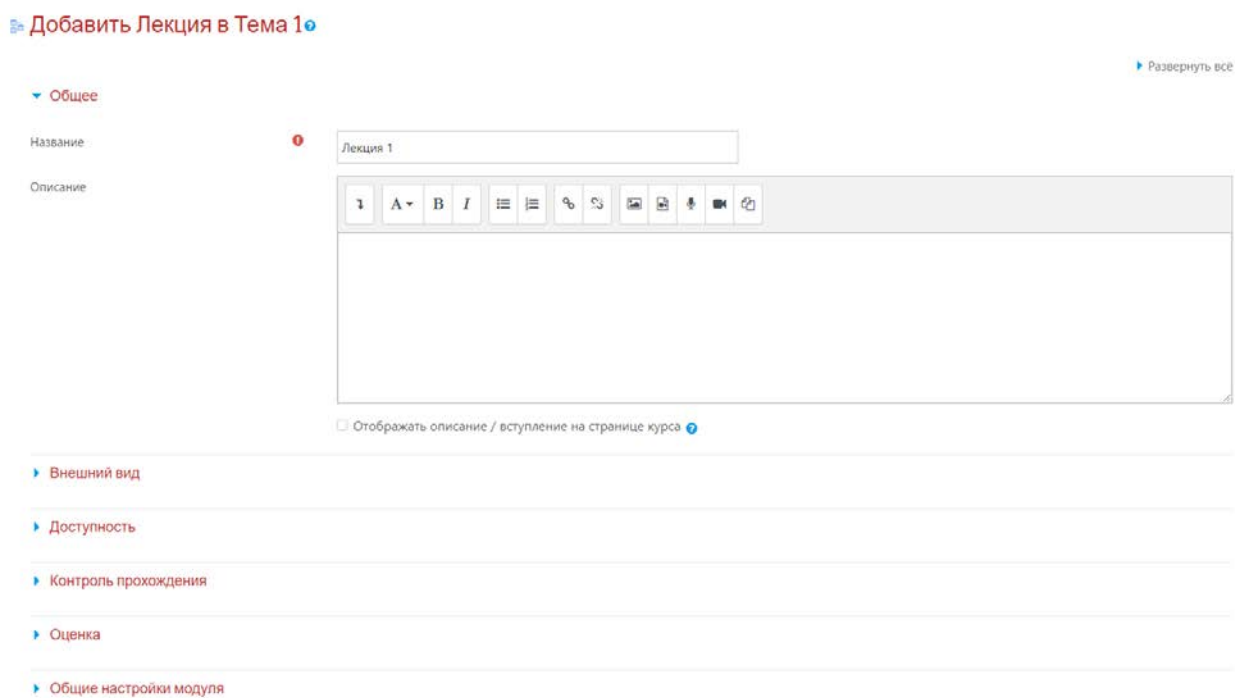 Добавить Лекция в Тема 1
Развернуть всё
Общее
Название
Лекция 1
Описание
A B I
Отображать описание / вступление на странице курса
Внешний вид
Доступность
Контроль прохождения
Оценка
Общие настройки модуля